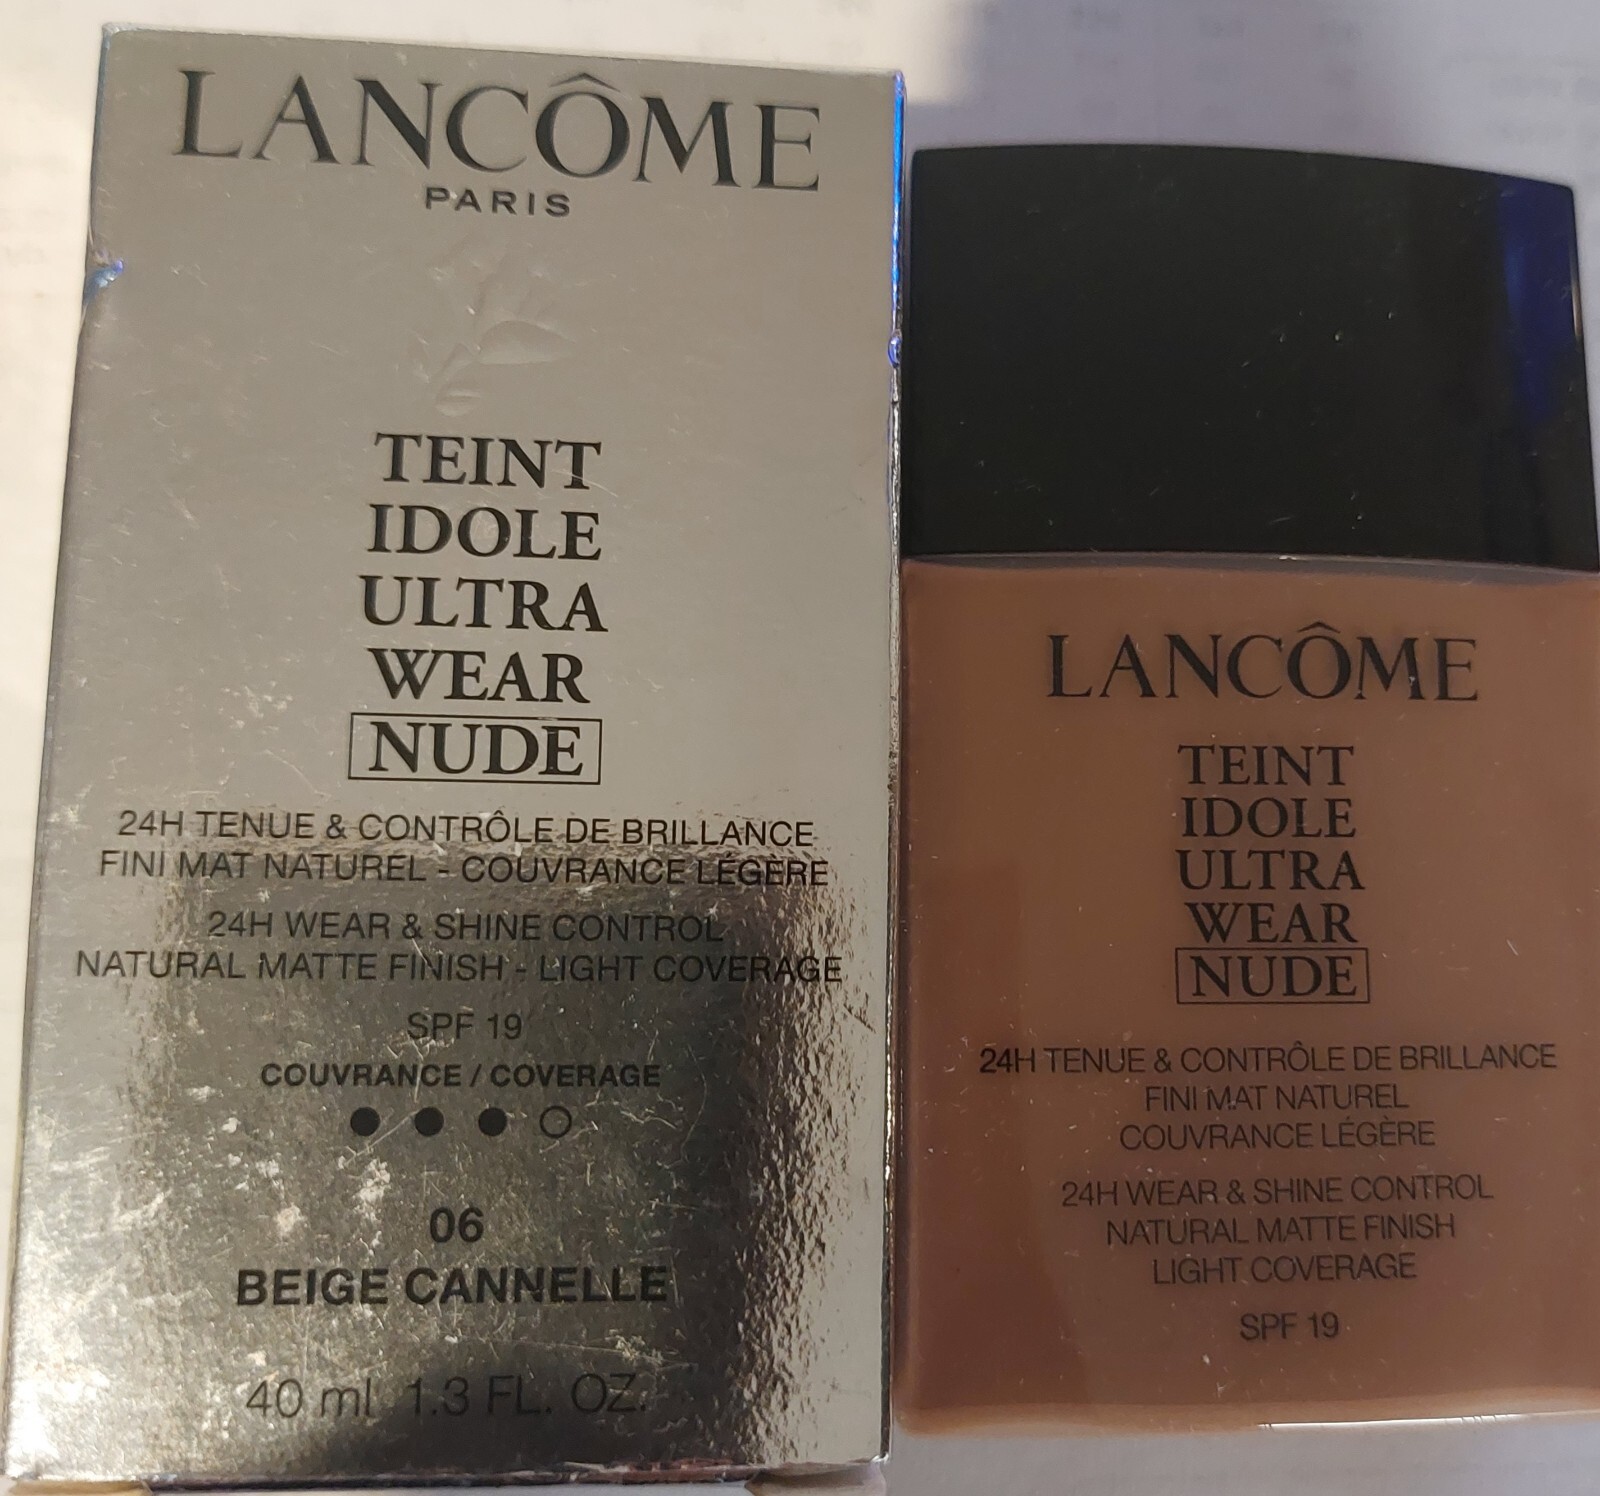 LANCÔME
PARIS
TEINT
IDOLE
ULTRA
WEAR
NUDE
24H TENUE & CONTRÔLE DE BRILLANCE
FINI MAT NATUREL - COUVRANCE LÉGÈRE
24H WEAR & SHINE CONTROL
NATURAL MATTE FINISH - LIGHT COVERAGE
SPF 19
COUVRANCE / COVERAGE
06
BEIGE CANNELLE
40 ml 1.3 FL. OZ.
LANCÔME
TEINT
IDOLE
ULTRA
WEAR
NUDE
24H TENUE & CONTRÔLE DE BRILLANCE
FINI MAT NATUREL
COUVRANCE LÉGÈRE
24H WEAR & SHINE CONTROL
NATURAL MATTE FINISH
LIGHT COVERAGE
SPF 19